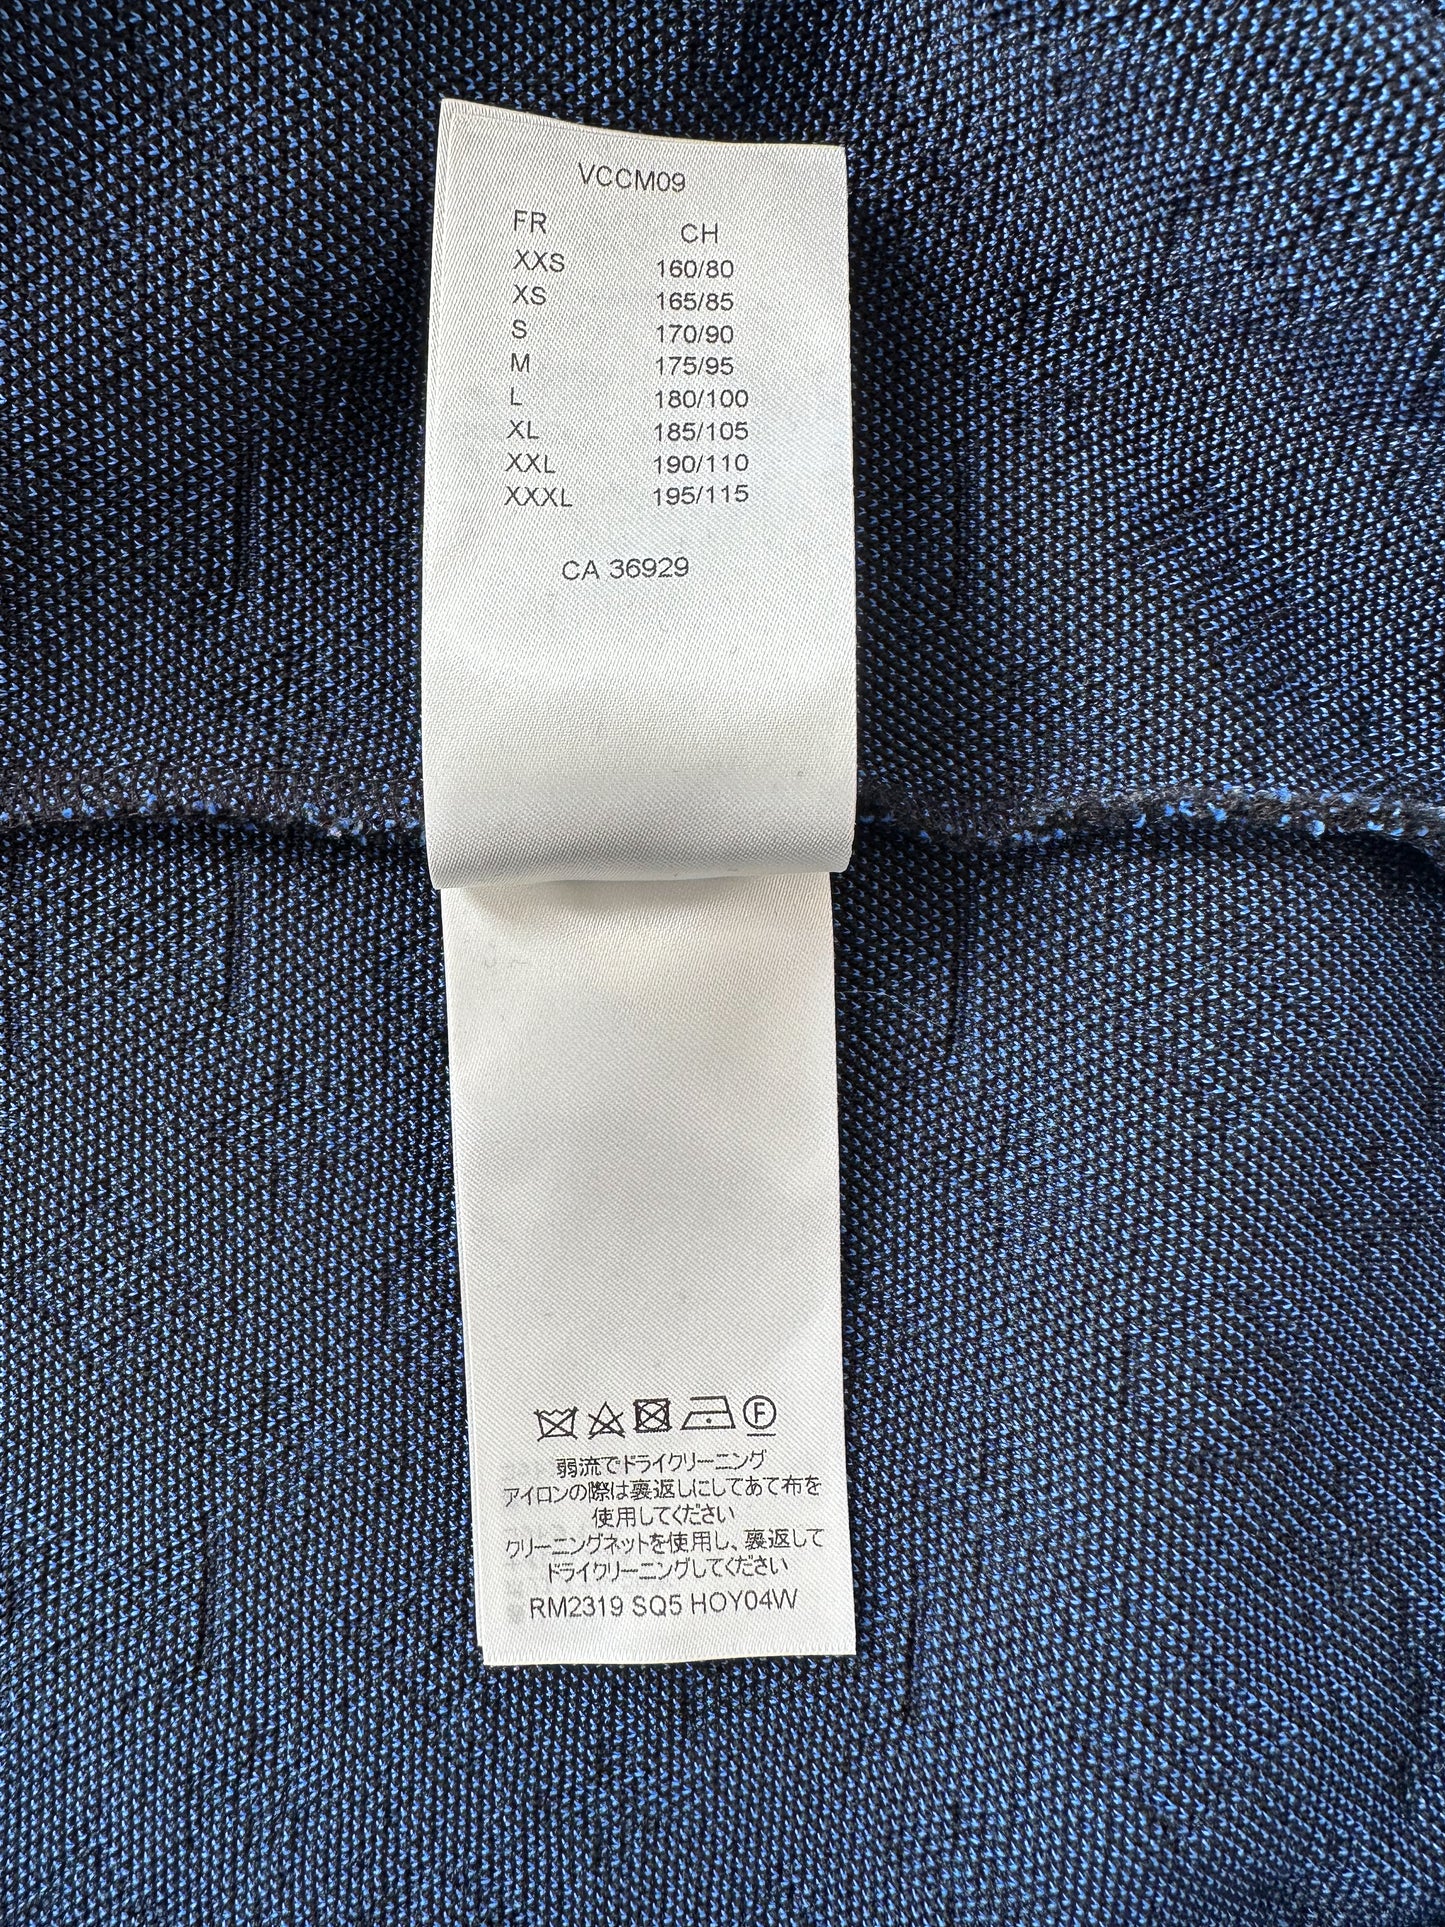 VCCM09
FR CH
XXS 160/80
XS 165/85
S 170/90
M 175/95
L 180/100
XL 185/105
XXL 190/110
XXXL 195/115
CA 36929
F
弱流でドライクリーニング
アイロンの際は裏返しにしてあて布を
使用してください
クリーニングネットを使用し、裏返して
ドライクリーニングしてください
RM2319 SQ5 HOY04W